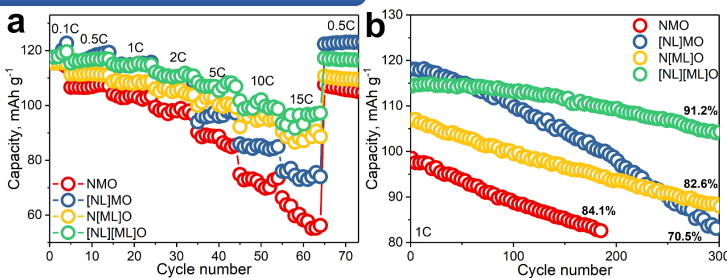 a
0.1C
0.5C
1C
2C
5C
10C
15C
0.5C
Capacity, mAh g⁻¹
120
100
80
60
NMO
[NL]MO
N[ML]O
[NL][ML]O
0 10 20 30 40 50 60 70
Cycle number
b
Capacity, mAh g⁻¹
130
120
110
100
90
80
NMO
[NL]MO
N[ML]O
[NL][ML]O
91.2%
82.6%
84.1%
70.5%
1C
0 100 200 300
Cycle number